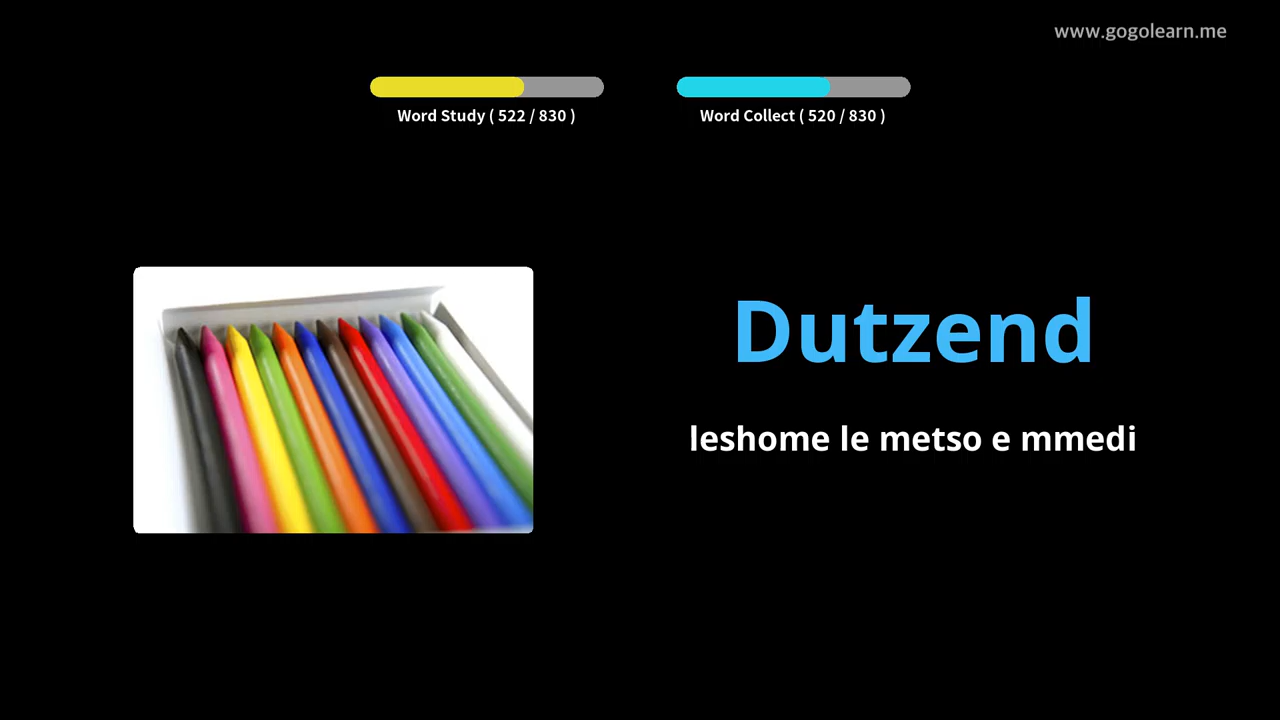 www.gogolearn.me
Word Study ( 522 / 830 )
Word Collect ( 520 / 830 )
Dutzend
leshome le metso e mmedi